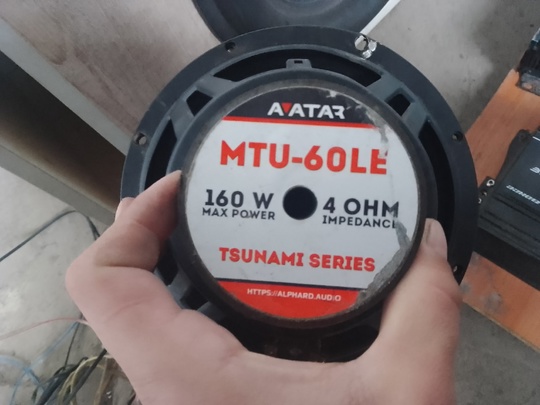 AVATAR
MTU-60LE
160 W
MAX POWER
4 OHM
IMPEDANCE
TSUNAMI SERIES
HTTPS://ALPHARD.AUDIO